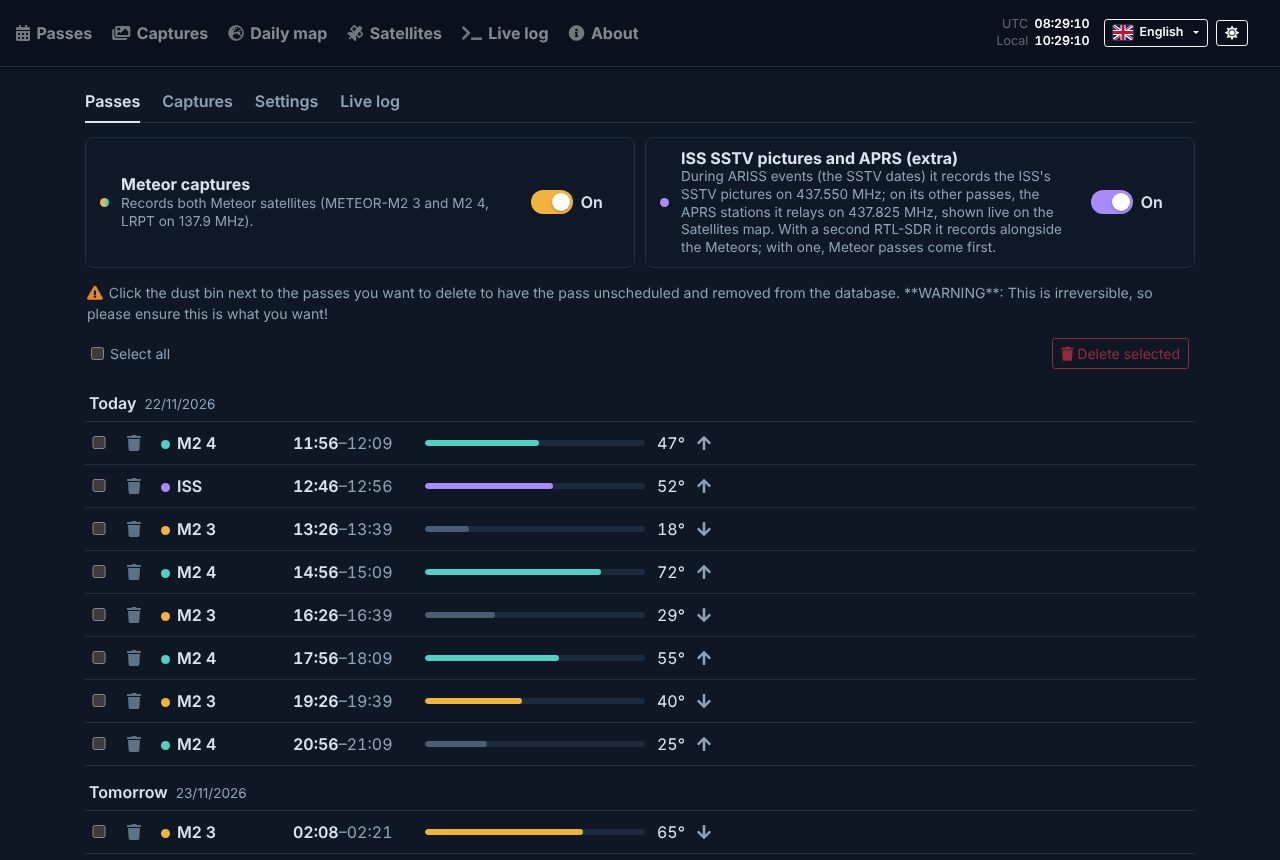 Passes Captures Daily map Satellites Live log About
UTC 08:29:10
Local 10:29:10
English
Passes Captures Settings Live log
Meteor captures
Records both Meteor satellites (METEOR-M2 3 and M2 4,
LRPT on 137.9 MHz).
On
ISS SSTV pictures and APRS (extra)
During ARISS events (the SSTV dates) it records the ISS's
SSTV pictures on 437.550 MHz; on its other passes, the
APRS stations it relays on 437.825 MHz, shown live on the
Satellites map. With a second RTL-SDR it records alongside
the Meteors; with one, Meteor passes come first.
On
Click the dust bin next to the passes you want to delete to have the pass unscheduled and removed from the database. **WARNING**: This is irreversible, so
please ensure this is what you want!
Select all
Delete selected
Today 22/11/2026
M2 4 11:56–12:09 47° ↑
ISS 12:46–12:56 52° ↑
M2 3 13:26–13:39 18° ↓
M2 4 14:56–15:09 72° ↑
M2 3 16:26–16:39 29° ↓
M2 4 17:56–18:09 55° ↑
M2 3 19:26–19:39 40° ↓
M2 4 20:56–21:09 25° ↑
Tomorrow 23/11/2026
M2 3 02:08–02:21 65° ↓